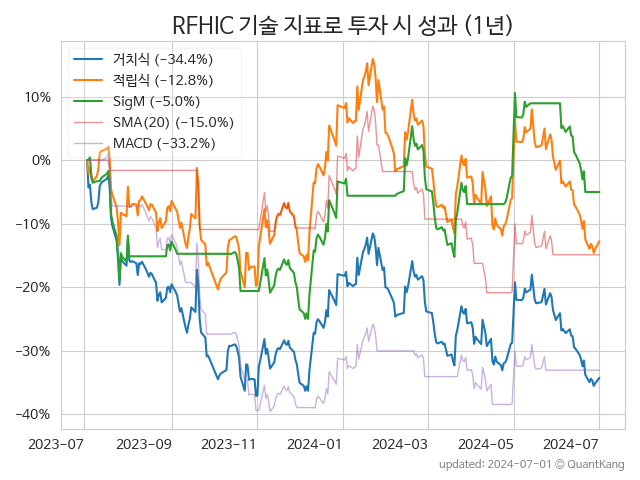 RFHIC 기술 지표로 투자 시 성과 (1년)
거치식 (−34.4%)
적립식 (−12.8%)
SigM (−5.0%)
SMA(20) (−15.0%)
MACD (−33.2%)
10%
0%
−10%
−20%
−30%
−40%
2023-07 2023-09 2023-11 2024-01 2024-03 2024-05 2024-07
updated: 2024-07-01 © QuantKang